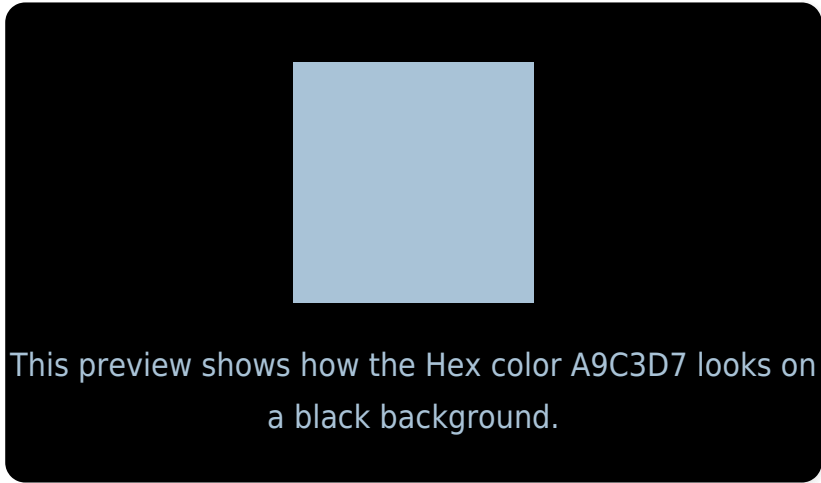 This preview shows how the Hex color A9C3D7 looks on
a black background.